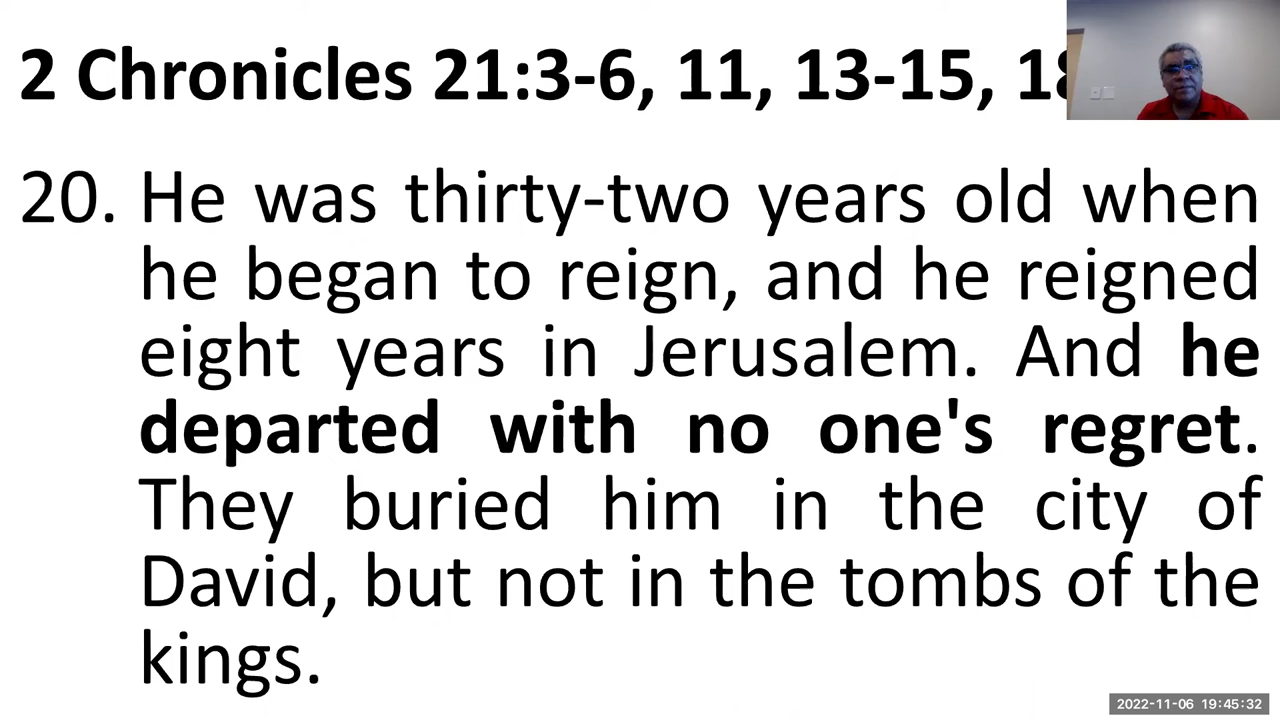 2 Chronicles 21:3-6, 11, 13-15, 18
20. He was thirty-two years old when
he began to reign, and he reigned
eight years in Jerusalem. And he
departed with no one's regret.
They buried him in the city of
David, but not in the tombs of the
kings.
2022-11-06 19:45:32